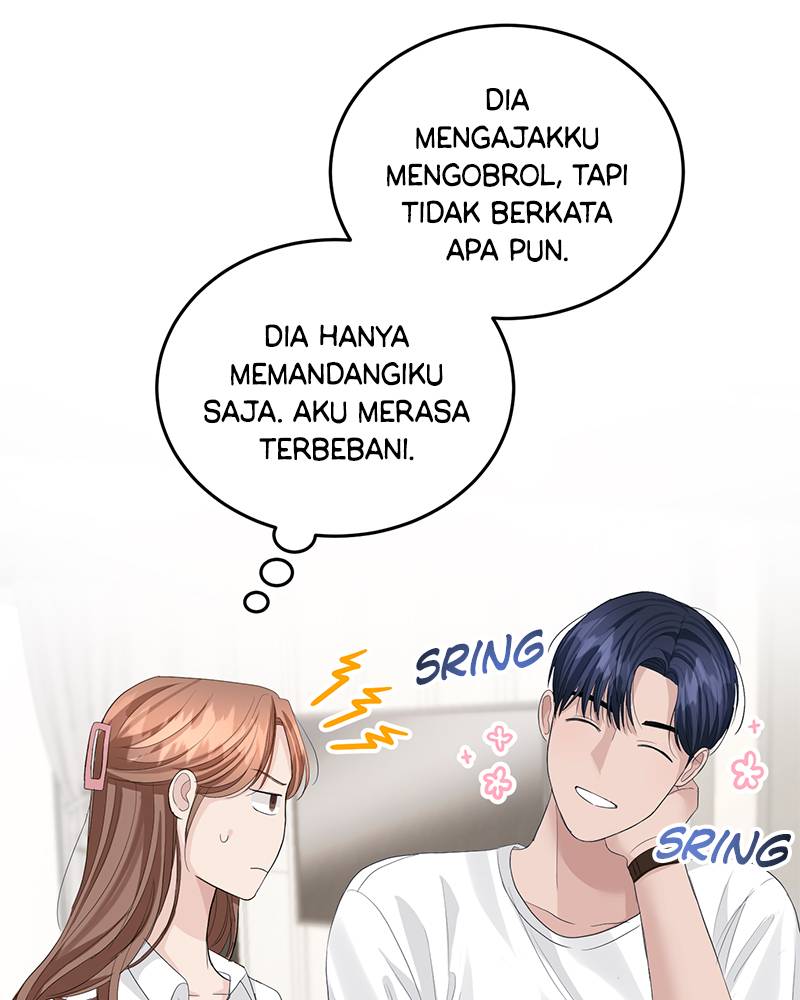 DIA
MENGAJAKKU
MENGOBROL, TAPI
TIDAK BERKATA
APA PUN.
DIA HANYA
MEMANDANGIKU
SAJA. AKU MERASA
TERBEBANI.
SRING
SRING